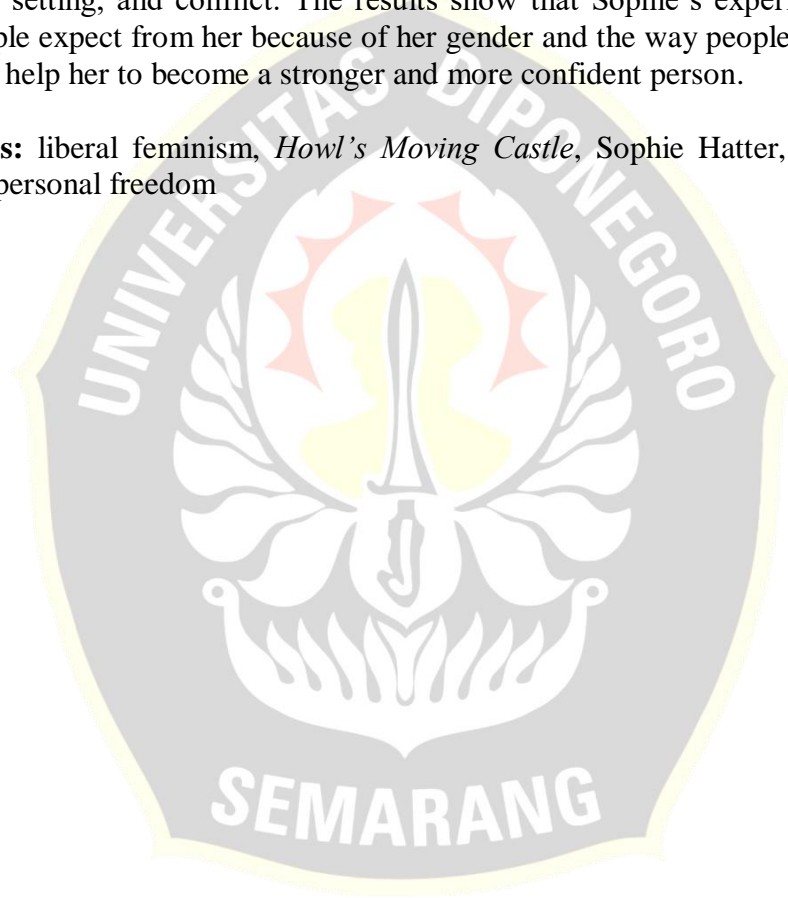 setting, and conflict. The results show that Sophie's experi
ple expect from her because of her gender and the way people
help her to become a stronger and more confident person.
s: liberal feminism, Howl's Moving Castle, Sophie Hatter,
personal freedom
UNIVERSITAS DIPONEGORO
SEMARANG